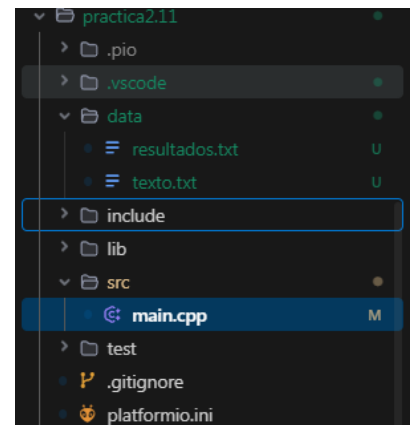 practica2.11
.pio
.vscode
data
resultados.txt U
texto.txt U
include
lib
src
main.cpp M
test
.gitignore
platformio.ini